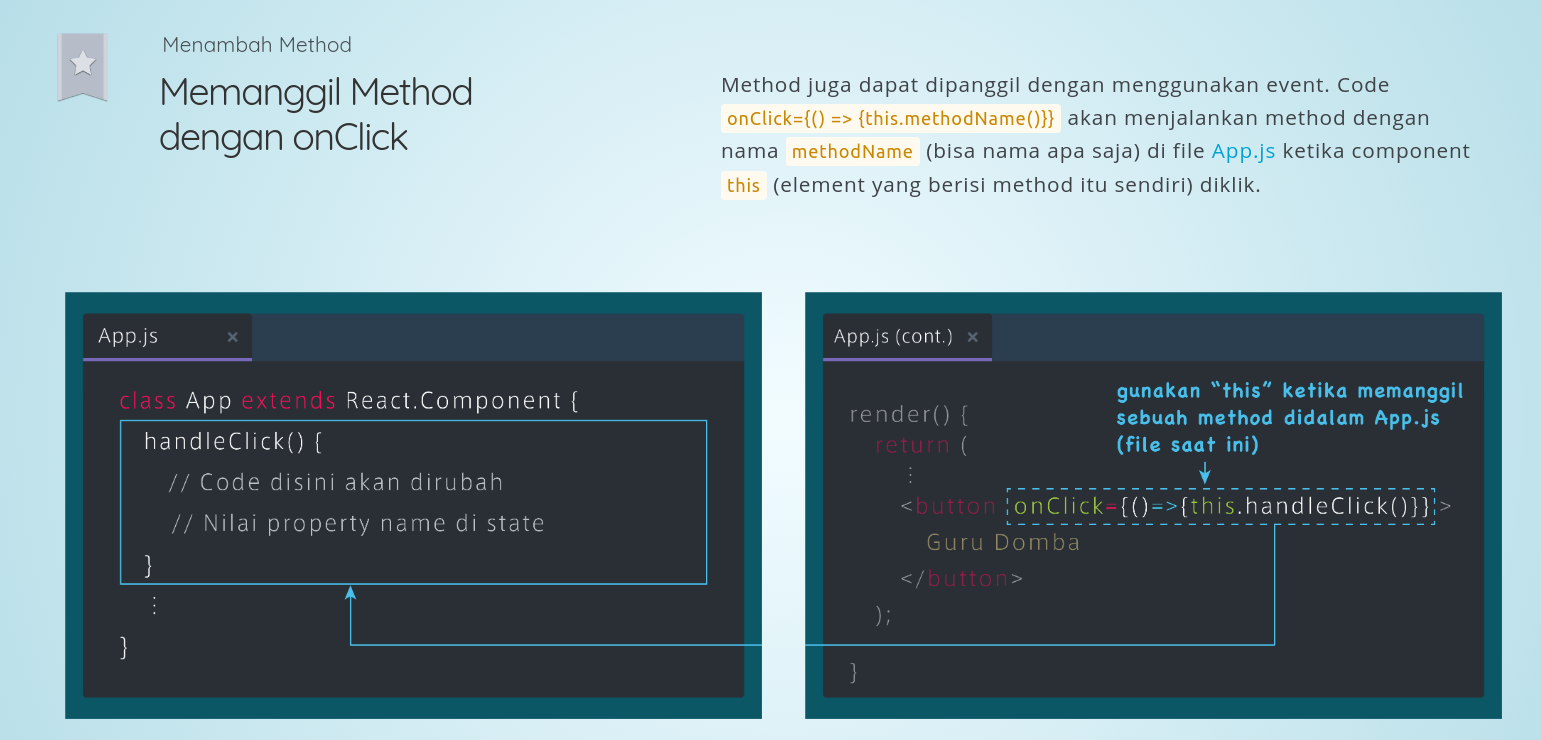 Menambah Method
Memanggil Method
dengan onClick
Method juga dapat dipanggil dengan menggunakan event. Code
onClick={() => {this.methodName()}} akan menjalankan method dengan
nama methodName (bisa nama apa saja) di file App.js ketika component
this (element yang berisi method itu sendiri) diklik.
App.js ×
class App extends React.Component {
handleClick() {
// Code disini akan dirubah
// Nilai property name di state
}
⋮
}
App.js (cont.) ×
gunakan “this” ketika memanggil
sebuah method didalam App.js
(file saat ini)
render() {
return (
⋮
<button onClick={()=>{this.handleClick()}}>
Guru Domba
</button>
);
}